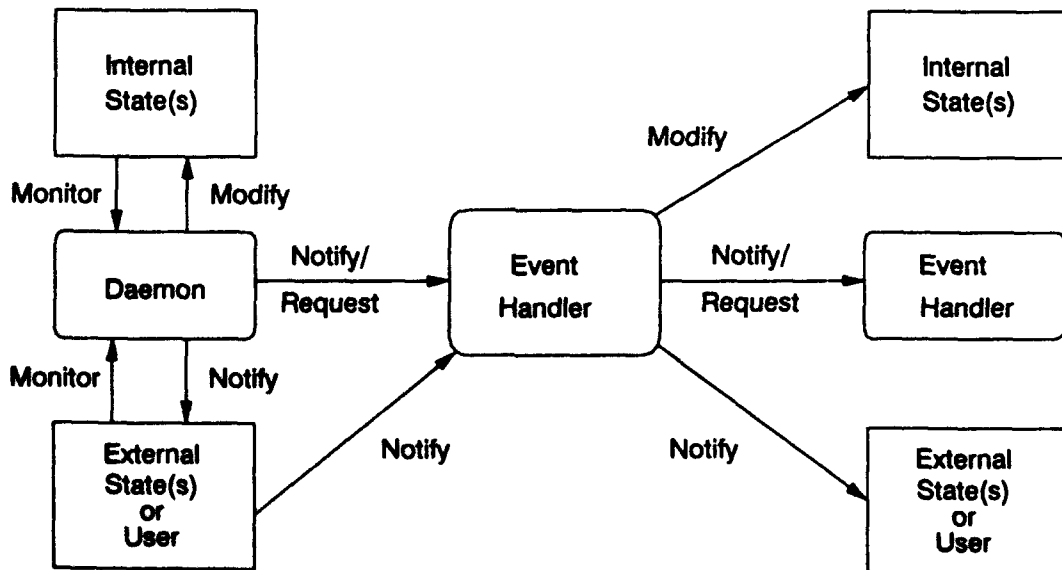 Internal
State(s)
Internal
State(s)
Modify
Monitor
Modify
Daemon
Notify/
Request
Event
Handler
Notify/
Request
Event
Handler
Monitor
Notify
Notify
Notify
External
State(s)
or
User
External
State(s)
or
User